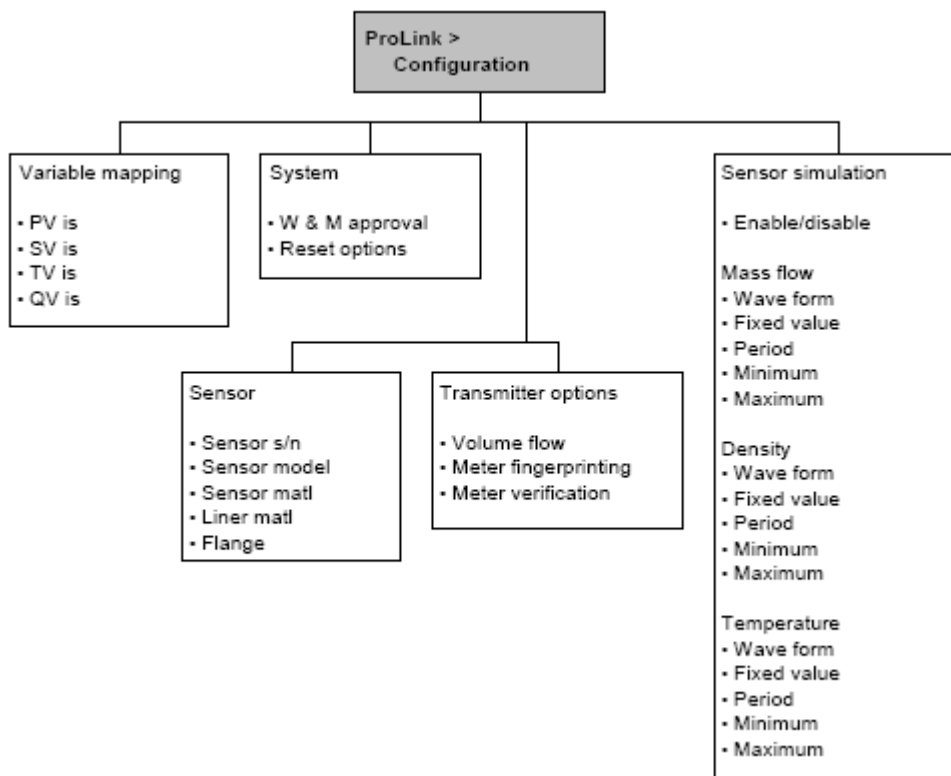 ProLink >
Configuration
Variable mapping
• PV is
• SV is
• TV is
• QV is
System
• W & M approval
• Reset options
Sensor simulation
• Enable/disable
Mass flow
• Wave form
• Fixed value
• Period
• Minimum
• Maximum
Density
• Wave form
• Fixed value
• Period
• Minimum
• Maximum
Temperature
• Wave form
• Fixed value
• Period
• Minimum
• Maximum
Sensor
• Sensor s/n
• Sensor model
• Sensor matl
• Liner matl
• Flange
Transmitter options
• Volume flow
• Meter fingerprinting
• Meter verification